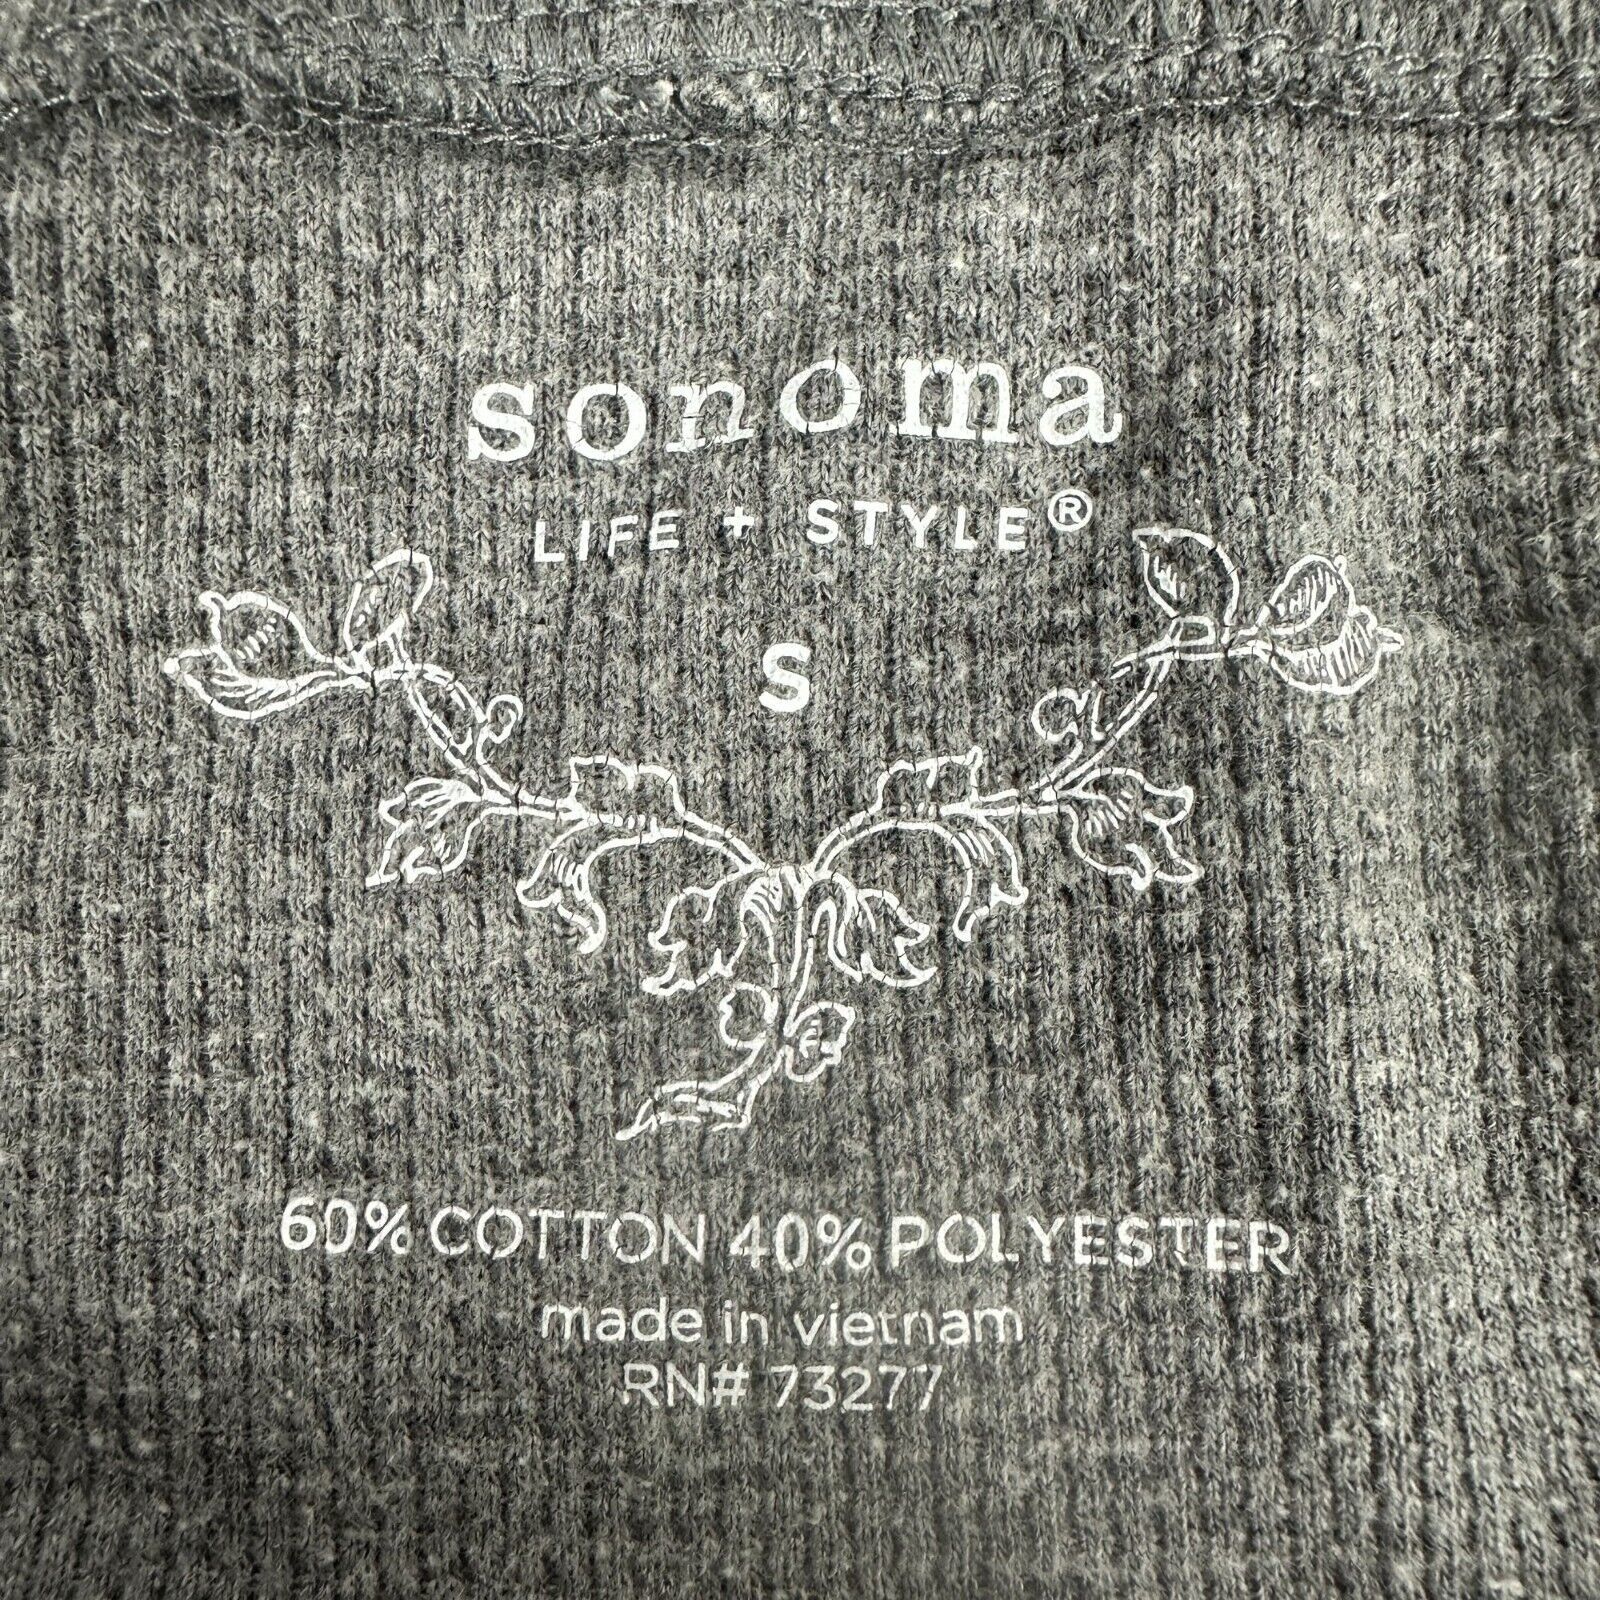 sonoma
LIFE + STYLE®
S
60% COTTON 40% POLYESTER
made in vietnam
RN# 73277